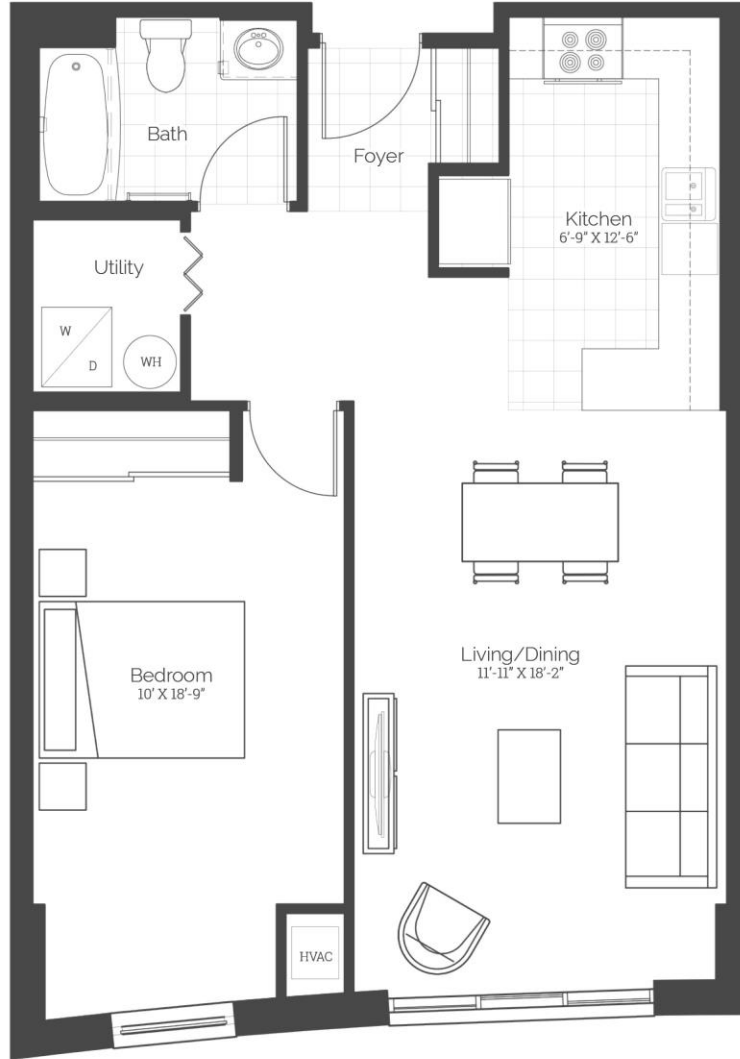 Bath
Foyer
Kitchen
6'-9" X 12'-6"
Utility
W
D
WH
Living/Dining
11'-11" X 18'-2"
Bedroom
10' X 18'-9"
HVAC